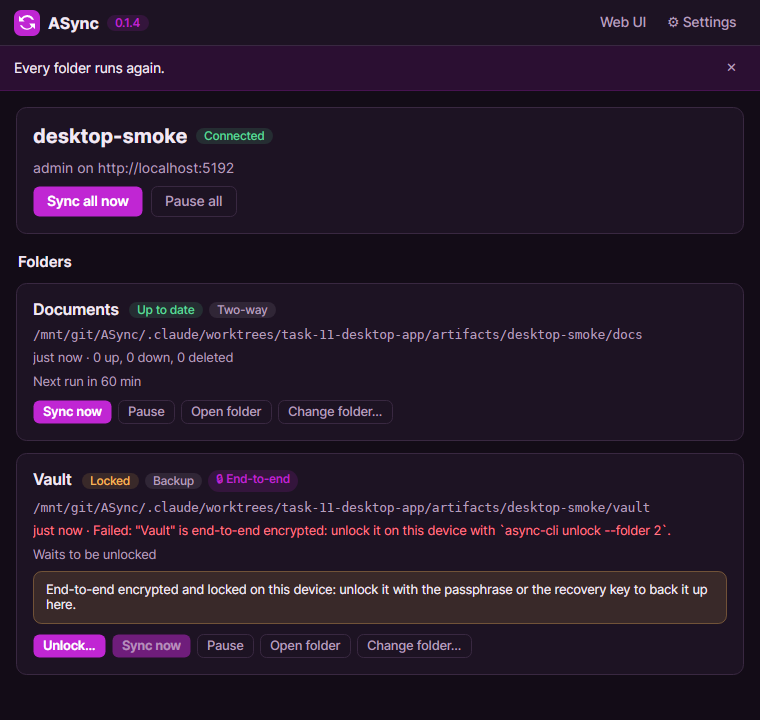 ASync 0.1.4 Web UI ⚙ Settings
Every folder runs again. ×
desktop-smoke Connected
admin on http://localhost:5192
Sync all now Pause all
Folders
Documents Up to date Two-way
/mnt/git/ASync/.claude/worktrees/task-11-desktop-app/artifacts/desktop-smoke/docs
just now · 0 up, 0 down, 0 deleted
Next run in 60 min
Sync now Pause Open folder Change folder...
Vault Locked Backup 🔒 End-to-end
/mnt/git/ASync/.claude/worktrees/task-11-desktop-app/artifacts/desktop-smoke/vault
just now · Failed: "Vault" is end-to-end encrypted: unlock it on this device with `async-cli unlock --folder 2`.
Waits to be unlocked
End-to-end encrypted and locked on this device: unlock it with the passphrase or the recovery key to back it up
here.
Unlock... Sync now Pause Open folder Change folder...